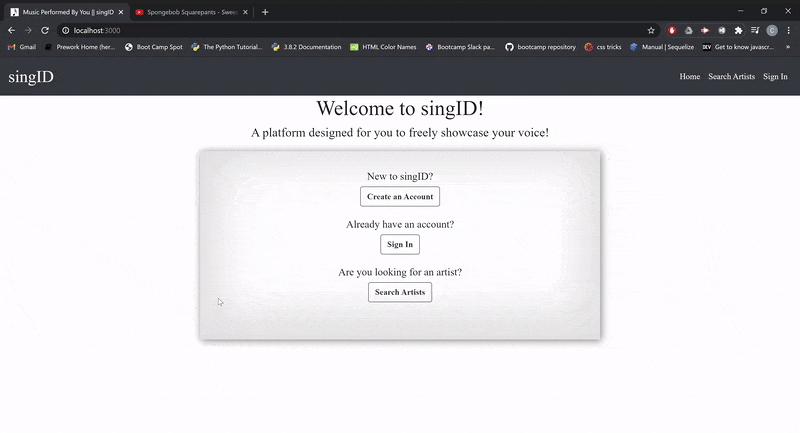 Music Performed By You || singID
Spongebob Squarepants - Swee
localhost:3000
Gmail
Prework Home (her...
Boot Camp Spot
The Python Tutorial...
3.8.2 Documentation
HTML Color Names
Bootcamp Slack pa...
bootcamp repository
css tricks
Manual | Sequelize
DEV
Get to know javascr...
singID
Home
Search Artists
Sign In
Welcome to singID!
A platform designed for you to freely showcase your voice!
New to singID?
Create an Account
Already have an account?
Sign In
Are you looking for an artist?
Search Artists